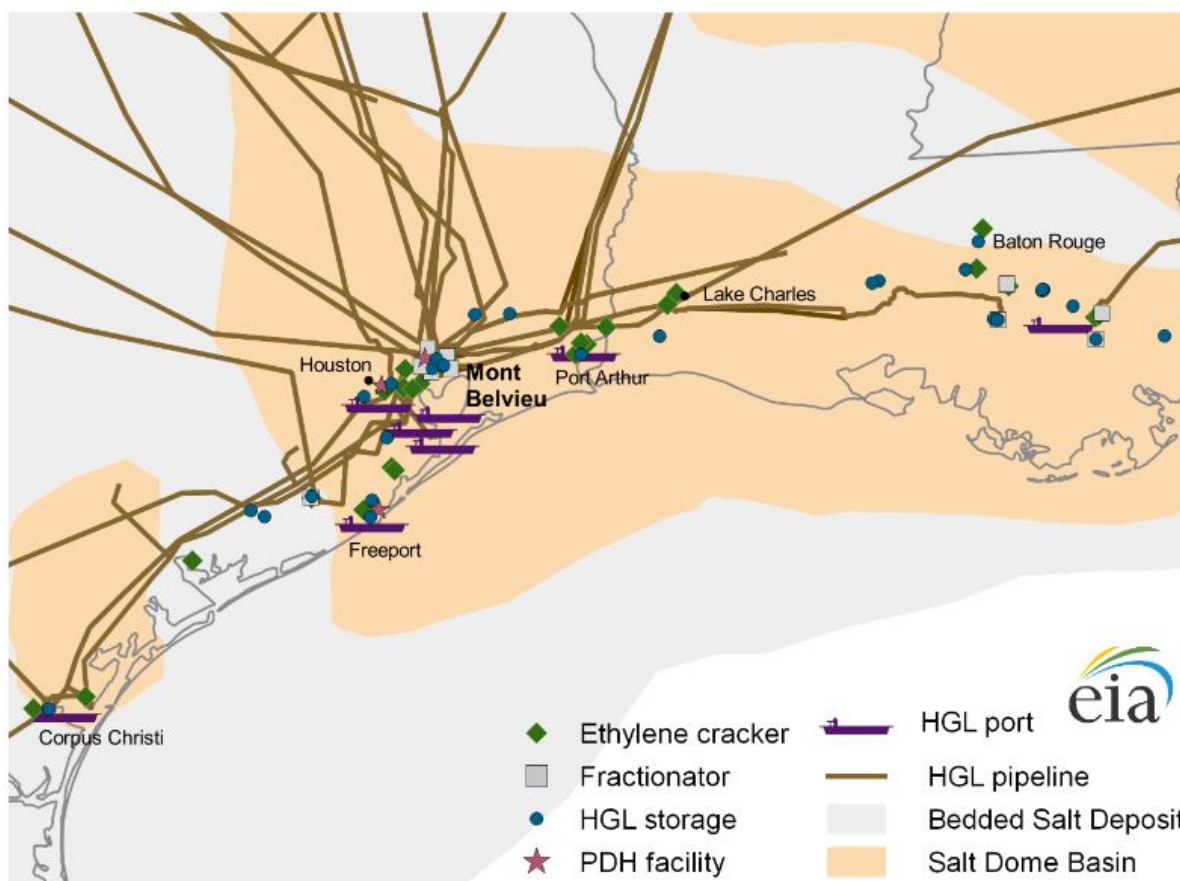 Baton Rouge
Lake Charles
Houston
Mont
Belvieu
Port Arthur
Freeport
Corpus Christi
eia
Ethylene cracker
Fractionator
HGL storage
PDH facility
HGL port
HGL pipeline
Bedded Salt Deposit
Salt Dome Basin